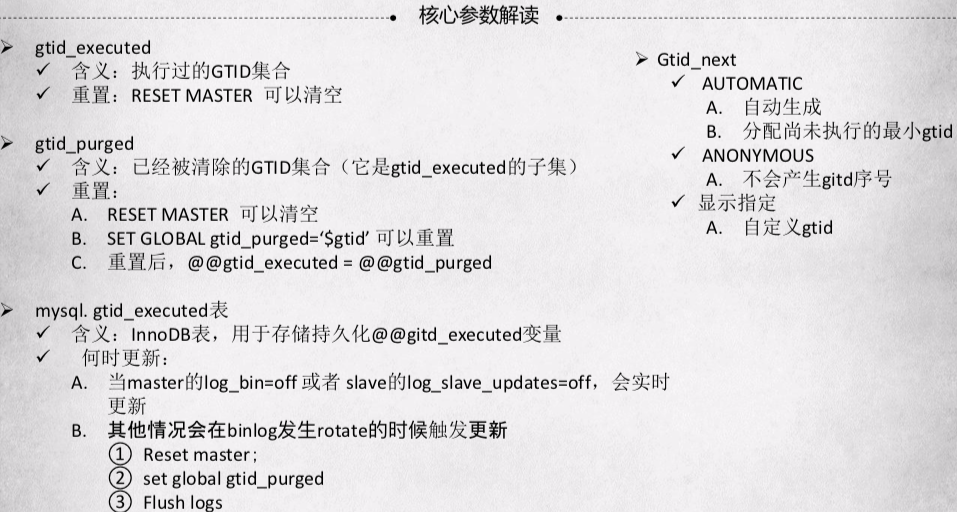 核心参数解读
➢ gtid_executed
✓ 含义：执行过的GTID集合
✓ 重置：RESET MASTER 可以清空
➢ gtid_purged
✓ 含义：已经被清除的GTID集合（它是gtid_executed的子集）
✓ 重置：
A. RESET MASTER 可以清空
B. SET GLOBAL gtid_purged=‘$gtid’ 可以重置
C. 重置后，@@gtid_executed = @@gtid_purged
➢ mysql. gtid_executed表
✓ 含义：InnoDB表，用于存储持久化@@gitd_executed变量
✓ 何时更新：
A. 当master的log_bin=off 或者 slave的log_slave_updates=off，会实时
更新
B. 其他情况会在binlog发生rotate的时候触发更新
① Reset master；
② set global gtid_purged
③ Flush logs
➢ Gtid_next
✓ AUTOMATIC
A. 自动生成
B. 分配尚未执行的最小gtid
✓ ANONYMOUS
A. 不会产生gitd序号
✓ 显示指定
A. 自定义gtid